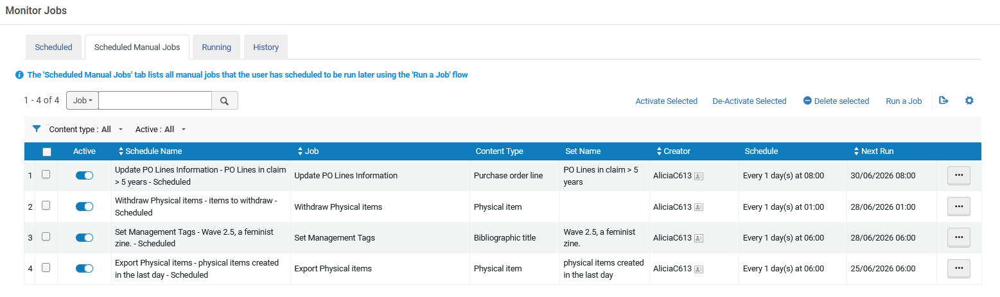 Monitor Jobs
Scheduled Scheduled Manual Jobs Running History
The 'Scheduled Manual Jobs' tab lists all manual jobs that the user has scheduled to be run later using the 'Run a Job' flow
1 - 4 of 4 Job Activate Selected De-Activate Selected Delete selected Run a Job
Content type : All Active : All
Active Schedule Name Job Content Type Set Name Creator Schedule Next Run
1 Update PO Lines Information - PO Lines in claim > 5 years - Scheduled Update PO Lines Information Purchase order line PO Lines in claim > 5 years AliciaC613 Every 1 day(s) at 08:00 30/06/2026 08:00
2 Withdraw Physical items - items to withdraw - Scheduled Withdraw Physical items Physical item AliciaC613 Every 1 day(s) at 01:00 28/06/2026 01:00
3 Set Management Tags - Wave 2.5, a feminist zine. - Scheduled Set Management Tags Bibliographic title Wave 2.5, a feminist zine. AliciaC613 Every 1 day(s) at 06:00 28/06/2026 06:00
4 Export Physical items - physical items created in the last day - Scheduled Export Physical items Physical item physical items created in the last day AliciaC613 Every 1 day(s) at 06:00 25/06/2026 06:00